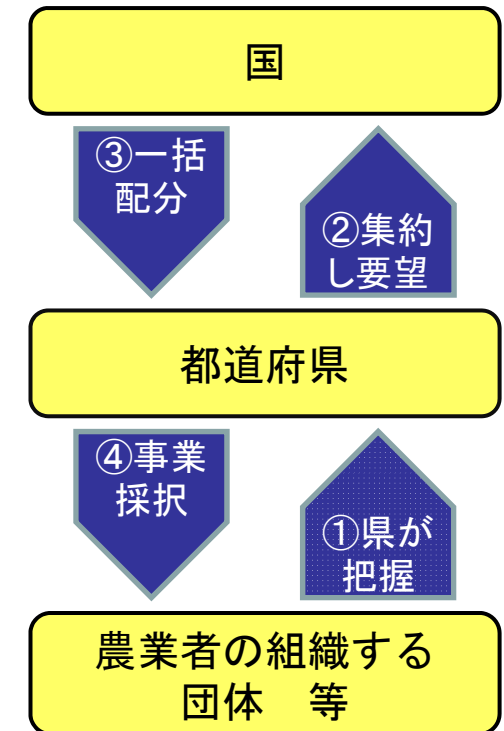 国
③一括
配分
②集約
し要望
都道府県
④事業
採択
①県が
把握
農業者の組織する
団体　等